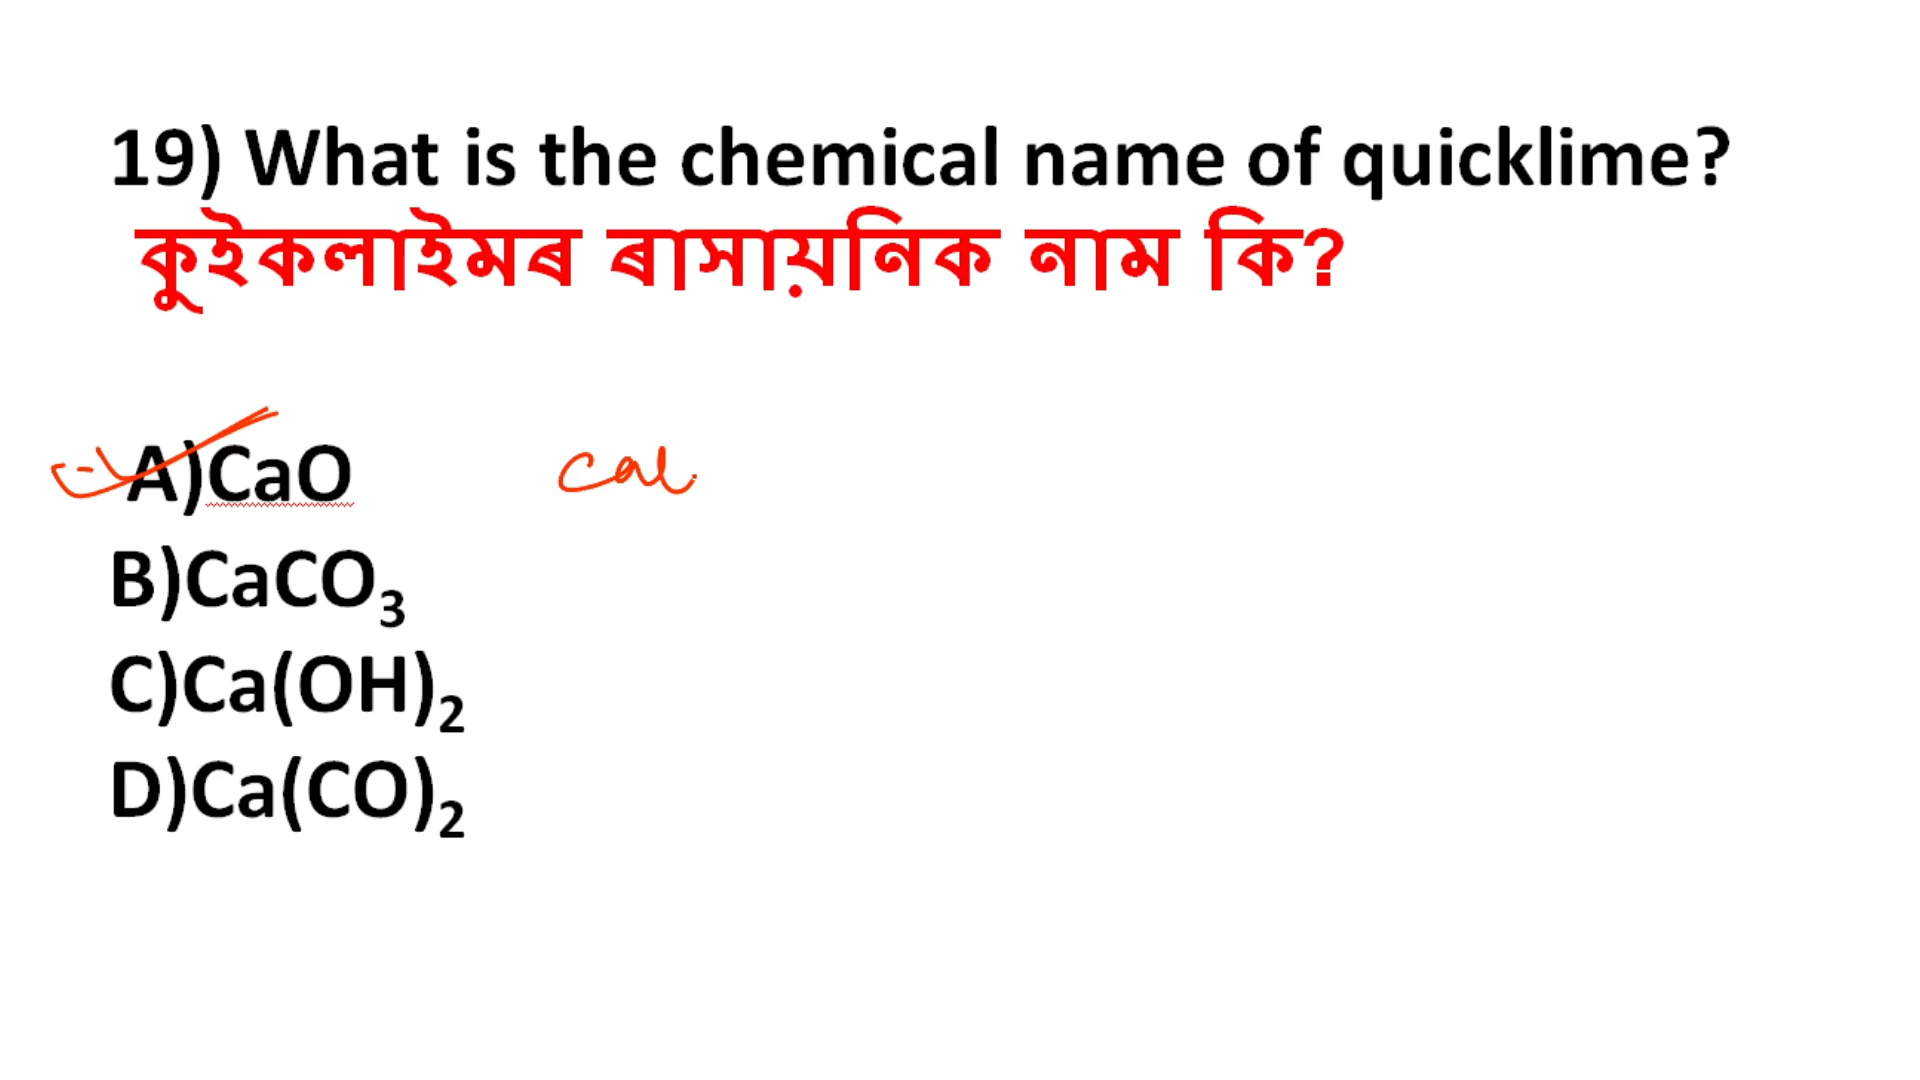 19) What is the chemical name of quicklime?
কুইকলাইমৰ ৰাসায়নিক নাম কি?
A)CaO cal
B)CaCO₃
C)Ca(OH)₂
D)Ca(CO)₂